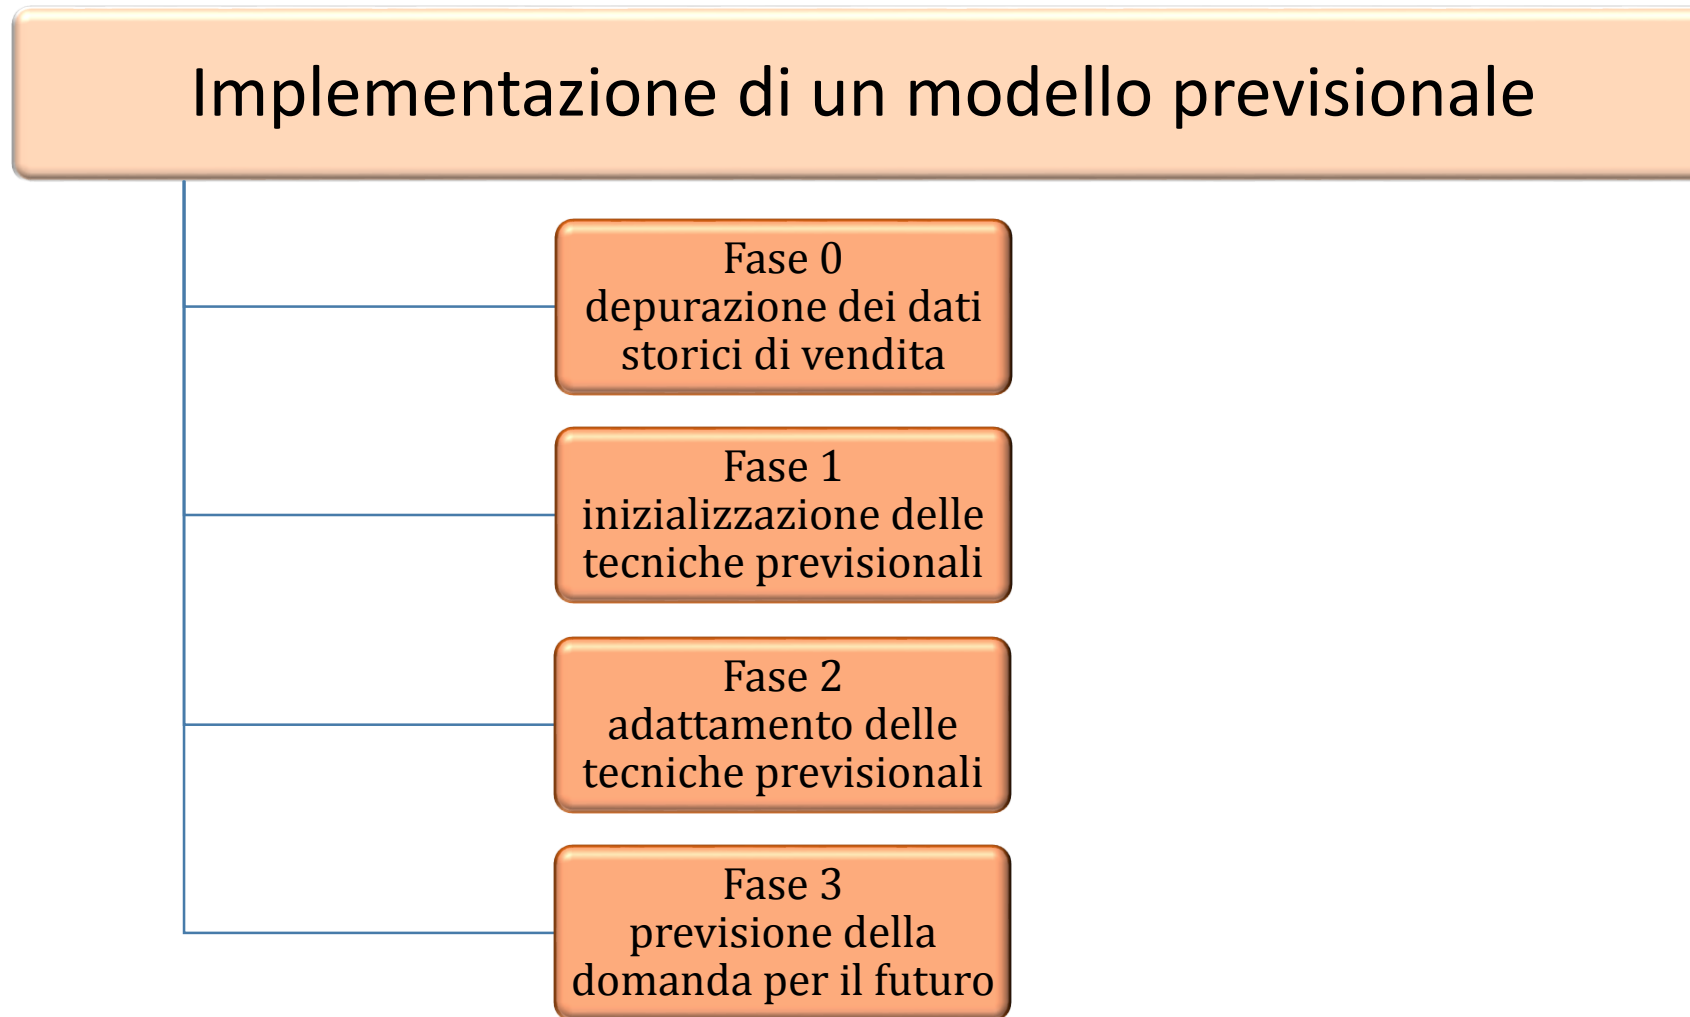 Implementazione di un modello previsionale
Fase 0
depurazione dei dati
storici di vendita
Fase 1
inizializzazione delle
tecniche previsionali
Fase 2
adattamento delle
tecniche previsionali
Fase 3
previsione della
domanda per il futuro